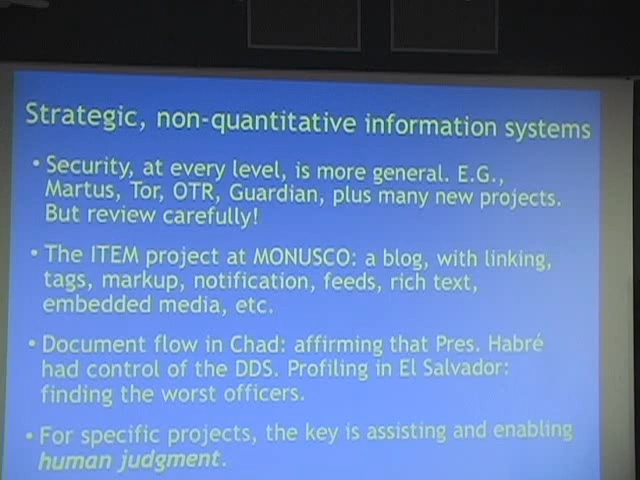 Strategic, non-quantitative information systems
• Security, at every level, is more general. E.G.,
Martus, Tor, OTR, Guardian, plus many new projects.
But review carefully!
• The ITEM project at MONUSCO: a blog, with linking,
tags, markup, notification, feeds, rich text,
embedded media, etc.
• Document flow in Chad: affirming that Pres. Habré
had control of the DDS. Profiling in El Salvador:
finding the worst officers.
• For specific projects, the key is assisting and enabling
human judgment.